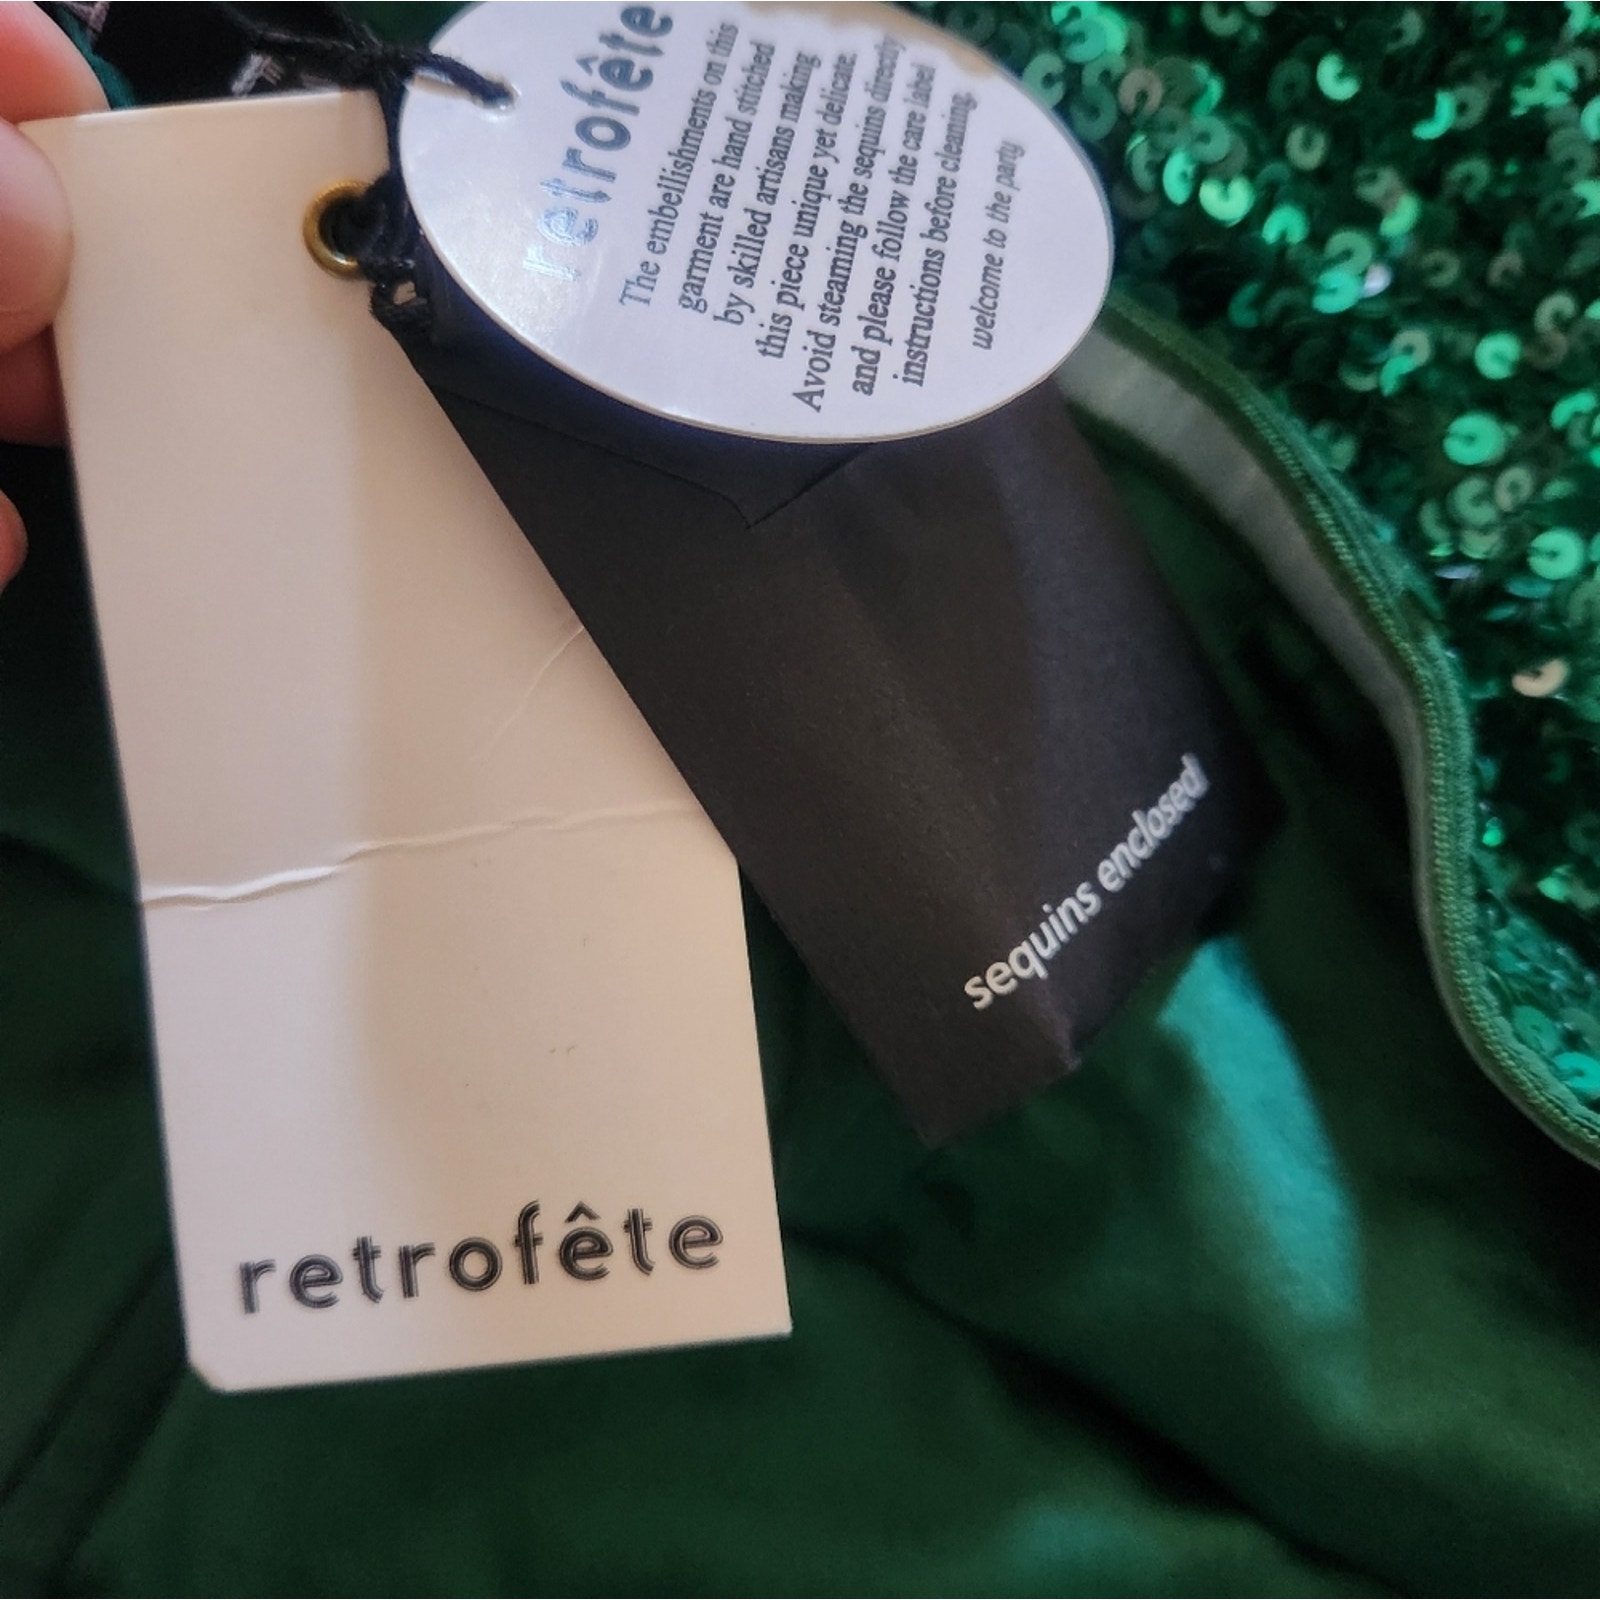 retrofête
The embellishments on this
garment are hand stitched
by skilled artisans making
this piece unique yet delicate.
Avoid steaming the sequins directly
and please follow the care label
instructions before cleaning.
welcome to the party
sequins enclosed
retrofête